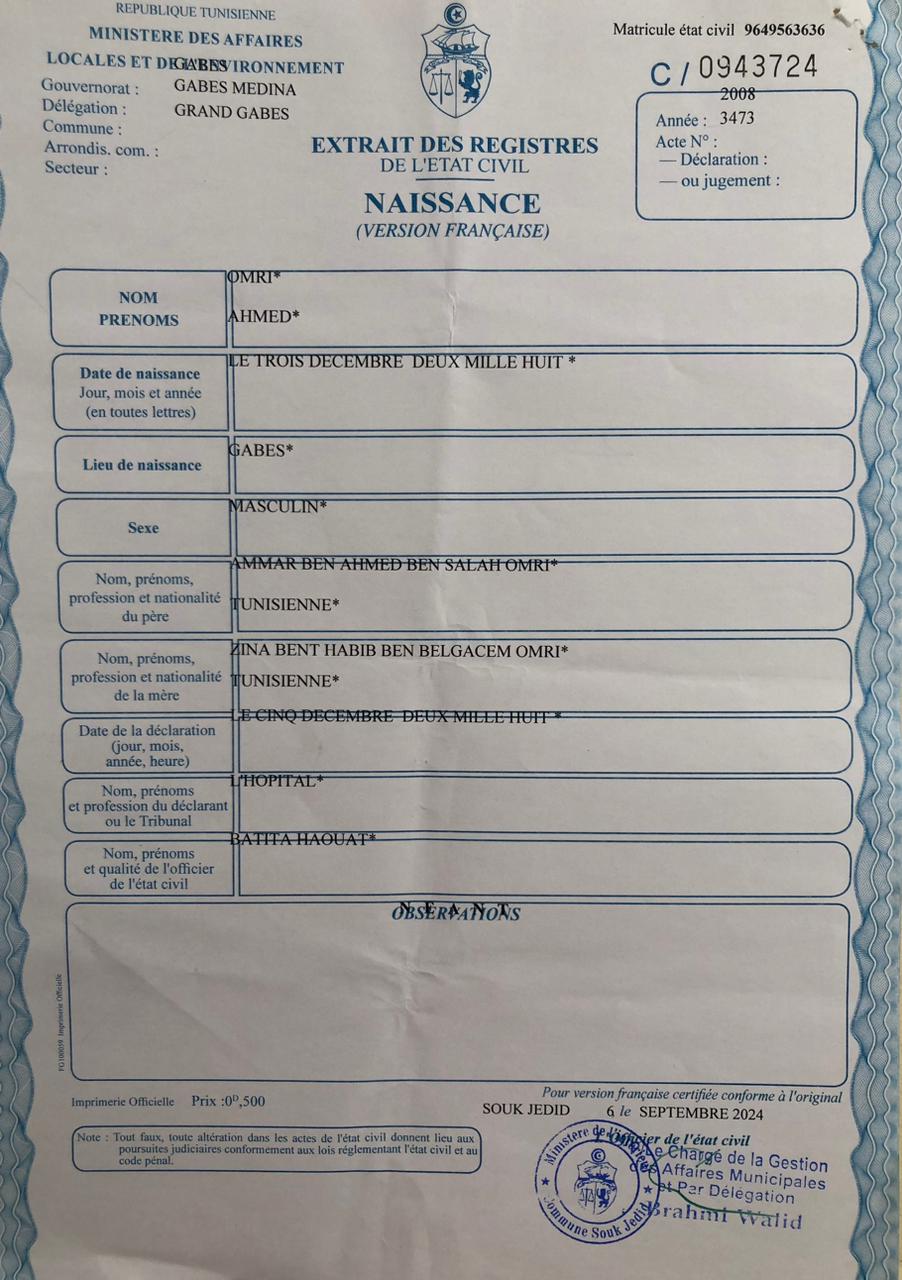 REPUBLIQUE TUNISIENNE
MINISTERE DES AFFAIRES
LOCALES ET DE L'ENVIRONNEMENT
Gouvernorat : GABES
Délégation : GABES MEDINA
Commune : GRAND GABES
Arrondis. com. :
Secteur :
Matricule état civil 9649563636
C / 0943724
Année : 2008
Acte N° : 3473
— Déclaration :
— ou jugement :
EXTRAIT DES REGISTRES
DE L'ETAT CIVIL
NAISSANCE
(VERSION FRANÇAISE)
NOM OMRI*
PRENOMS AHMED*
Date de naissance
Jour, mois et année
(en toutes lettres)
LE TROIS DECEMBRE DEUX MILLE HUIT *
Lieu de naissance
GABES*
Sexe
MASCULIN*
Nom, prénoms,
profession et nationalité
du père
AMMAR BEN AHMED BEN SALAH OMRI*
TUNISIENNE*
Nom, prénoms,
profession et nationalité
de la mère
ZINA BENT HABIB BEN BELGACEM OMRI*
TUNISIENNE*
Date de la déclaration
(jour, mois,
année, heure)
LE CINQ DECEMBRE DEUX MILLE HUIT *
Nom, prénoms
et profession du déclarant
ou le Tribunal
L'HOPITAL*
Nom, prénoms
et qualité de l'officier
de l'état civil
BATITA HAOUAT*
OBSERVATIONS
N E A N T
FG100059 Imprimerie Officielle
Imprimerie Officielle Prix :0ᴰ,500
Pour version française certifiée conforme à l'original
SOUK JEDID 6 le SEPTEMBRE 2024
Note : Tout faux, toute altération dans les actes de l'état civil donnent lieu aux
poursuites judiciaires conformement aux lois réglementant l'état civil et au
code pénal.
L'Officier de l'état civil
Le Chargé de la Gestion
des Affaires Municipales
et Par Délégation
Brahmi Walid
Ministere de l'interieur
Commune Souk Jedid